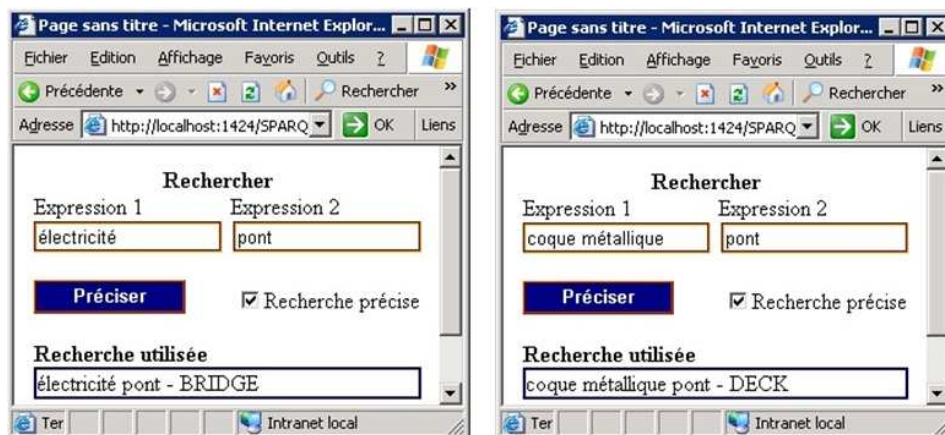 Page sans titre - Microsoft Internet Explor...
Fichier Edition Affichage Favoris Outils ?
Précédente Rechercher »
Adresse http://localhost:1424/SPARQ OK Liens
Rechercher
Expression 1 Expression 2
électricité pont
Préciser Recherche précise
Recherche utilisée
électricité pont - BRIDGE
Ter Intranet local
Page sans titre - Microsoft Internet Explor...
Fichier Edition Affichage Favoris Outils ?
Précédente Rechercher »
Adresse http://localhost:1424/SPARQ OK Liens
Rechercher
Expression 1 Expression 2
coque métallique pont
Préciser Recherche précise
Recherche utilisée
coque métallique pont - DECK
Ter Intranet local